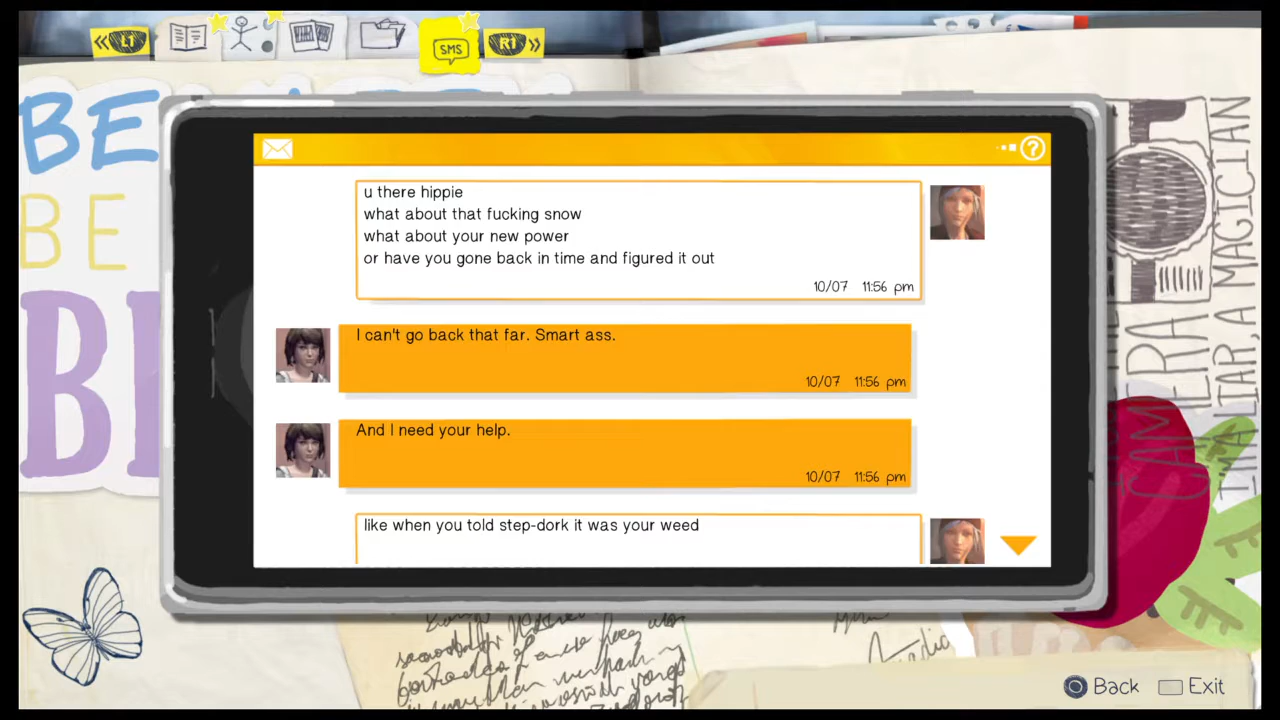 L1
SMS
R1
BE
BE
u there hippie
what about that fucking snow
what about your new power
or have you gone back in time and figured it out
10/07 11:56 pm
I can't go back that far. Smart ass.
10/07 11:56 pm
And I need your help.
10/07 11:56 pm
like when you told step-dork it was your weed
CAMERA
I'M A LIAR, A MAGICIAN
Back
Exit